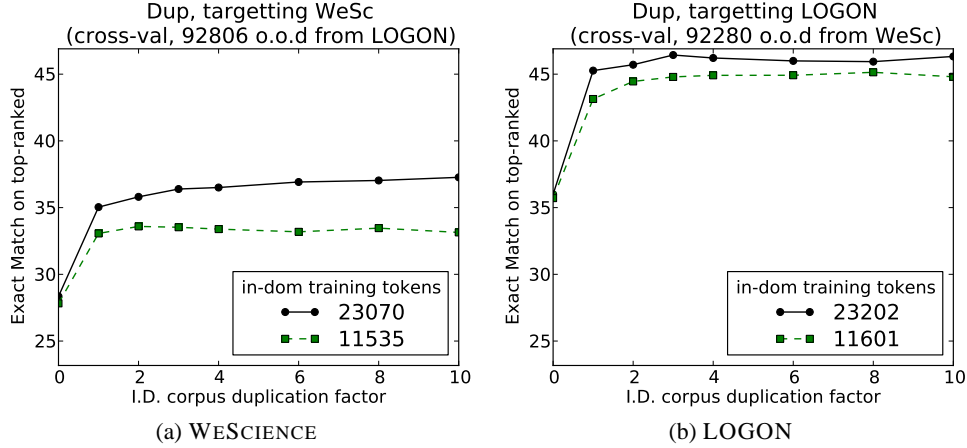 Dup, targetting WeSc
(cross-val, 92806 o.o.d from LOGON)
Exact Match on top-ranked
45
40
35
30
25
in-dom training tokens
23070
11535
0 2 4 6 8 10
I.D. corpus duplication factor
(a) WESCIENCE
Dup, targetting LOGON
(cross-val, 92280 o.o.d from WeSc)
Exact Match on top-ranked
45
40
35
30
25
in-dom training tokens
23202
11601
0 2 4 6 8 10
I.D. corpus duplication factor
(b) LOGON